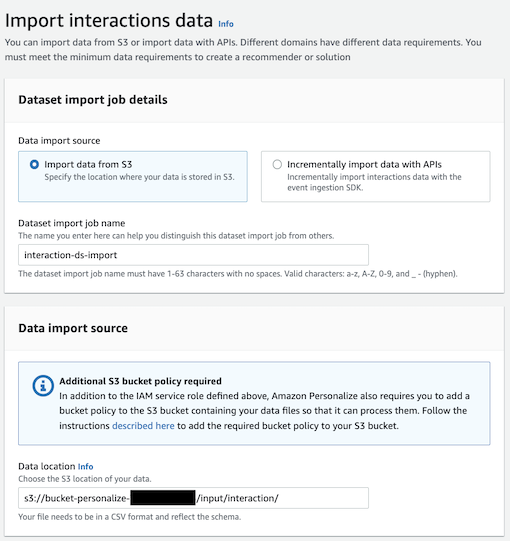 Import interactions data Info
You can import data from S3 or import data with APIs. Different domains have different data requirements. You
must meet the minimum data requirements to create a recommender or solution
Dataset import job details
Data import source
Import data from S3
Specify the location where your data is stored in S3.
Incrementally import data with APIs
Incrementally import interactions data with the
event ingestion SDK.
Dataset import job name
The name you enter here can help you distinguish this dataset import job from others.
interaction-ds-import
The dataset import job name must have 1-63 characters with no spaces. Valid characters: a-z, A-Z, 0-9, and _ - (hyphen).
Data import source
Additional S3 bucket policy required
In addition to the IAM service role defined above, Amazon Personalize also requires you to add a
bucket policy to the S3 bucket containing your data files so that it can process them. Follow the
instructions described here to add the required bucket policy to your S3 bucket.
Data location Info
Choose the S3 location of your data.
s3://bucket-personalize- /input/interaction/
Your file needs to be in a CSV format and reflect the schema.